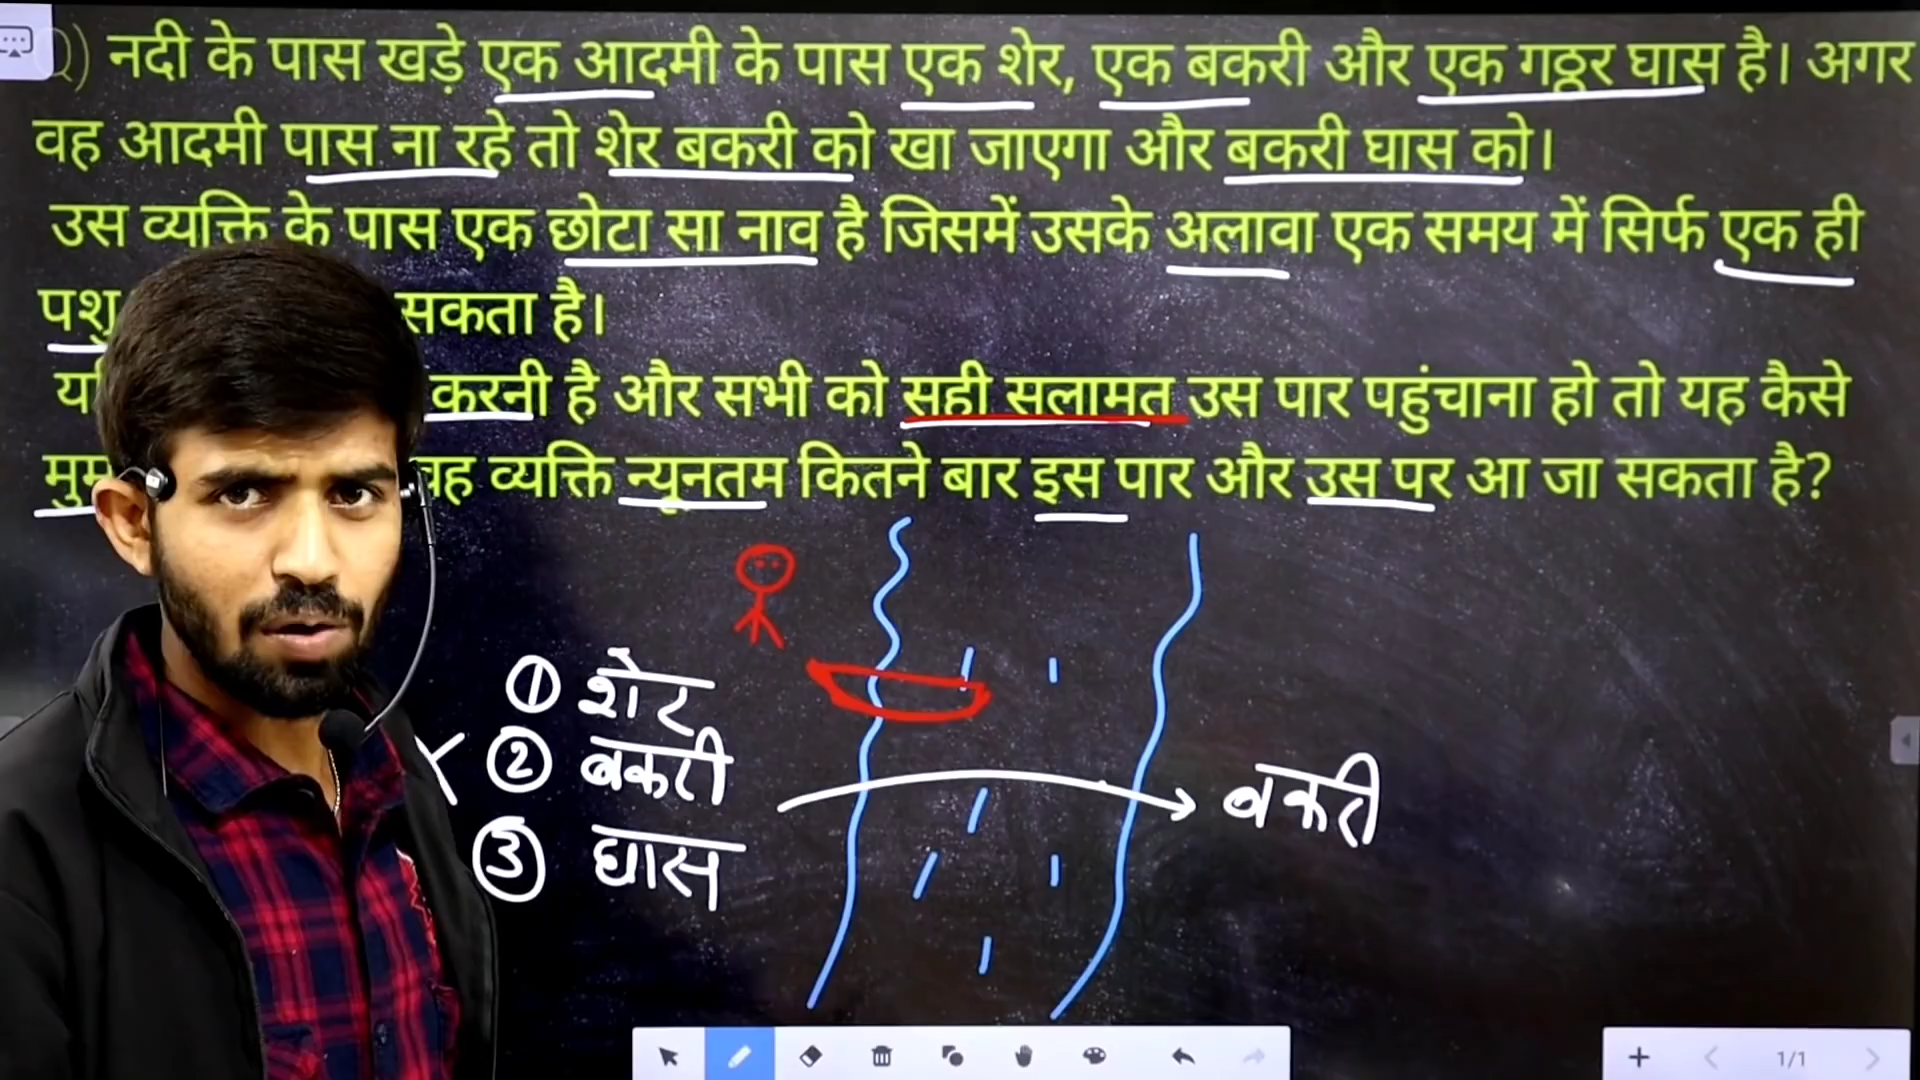 Q) नदी के पास खड़े एक आदमी के पास एक शेर, एक बकरी और एक गठ्ठर घास है। अगर
वह आदमी पास ना रहे तो शेर बकरी को खा जाएगा और बकरी घास को।
उस व्यक्ति के पास एक छोटा सा नाव है जिसमें उसके अलावा एक समय में सिर्फ एक ही
पशु सकता है।
करनी है और सभी को सही सलामत उस पार पहुंचाना हो तो यह कैसे
वह व्यक्ति न्यूनतम कितने बार इस पार और उस पर आ जा सकता है?
① शेर
② बकरी
बकरी
③ घास
1/1